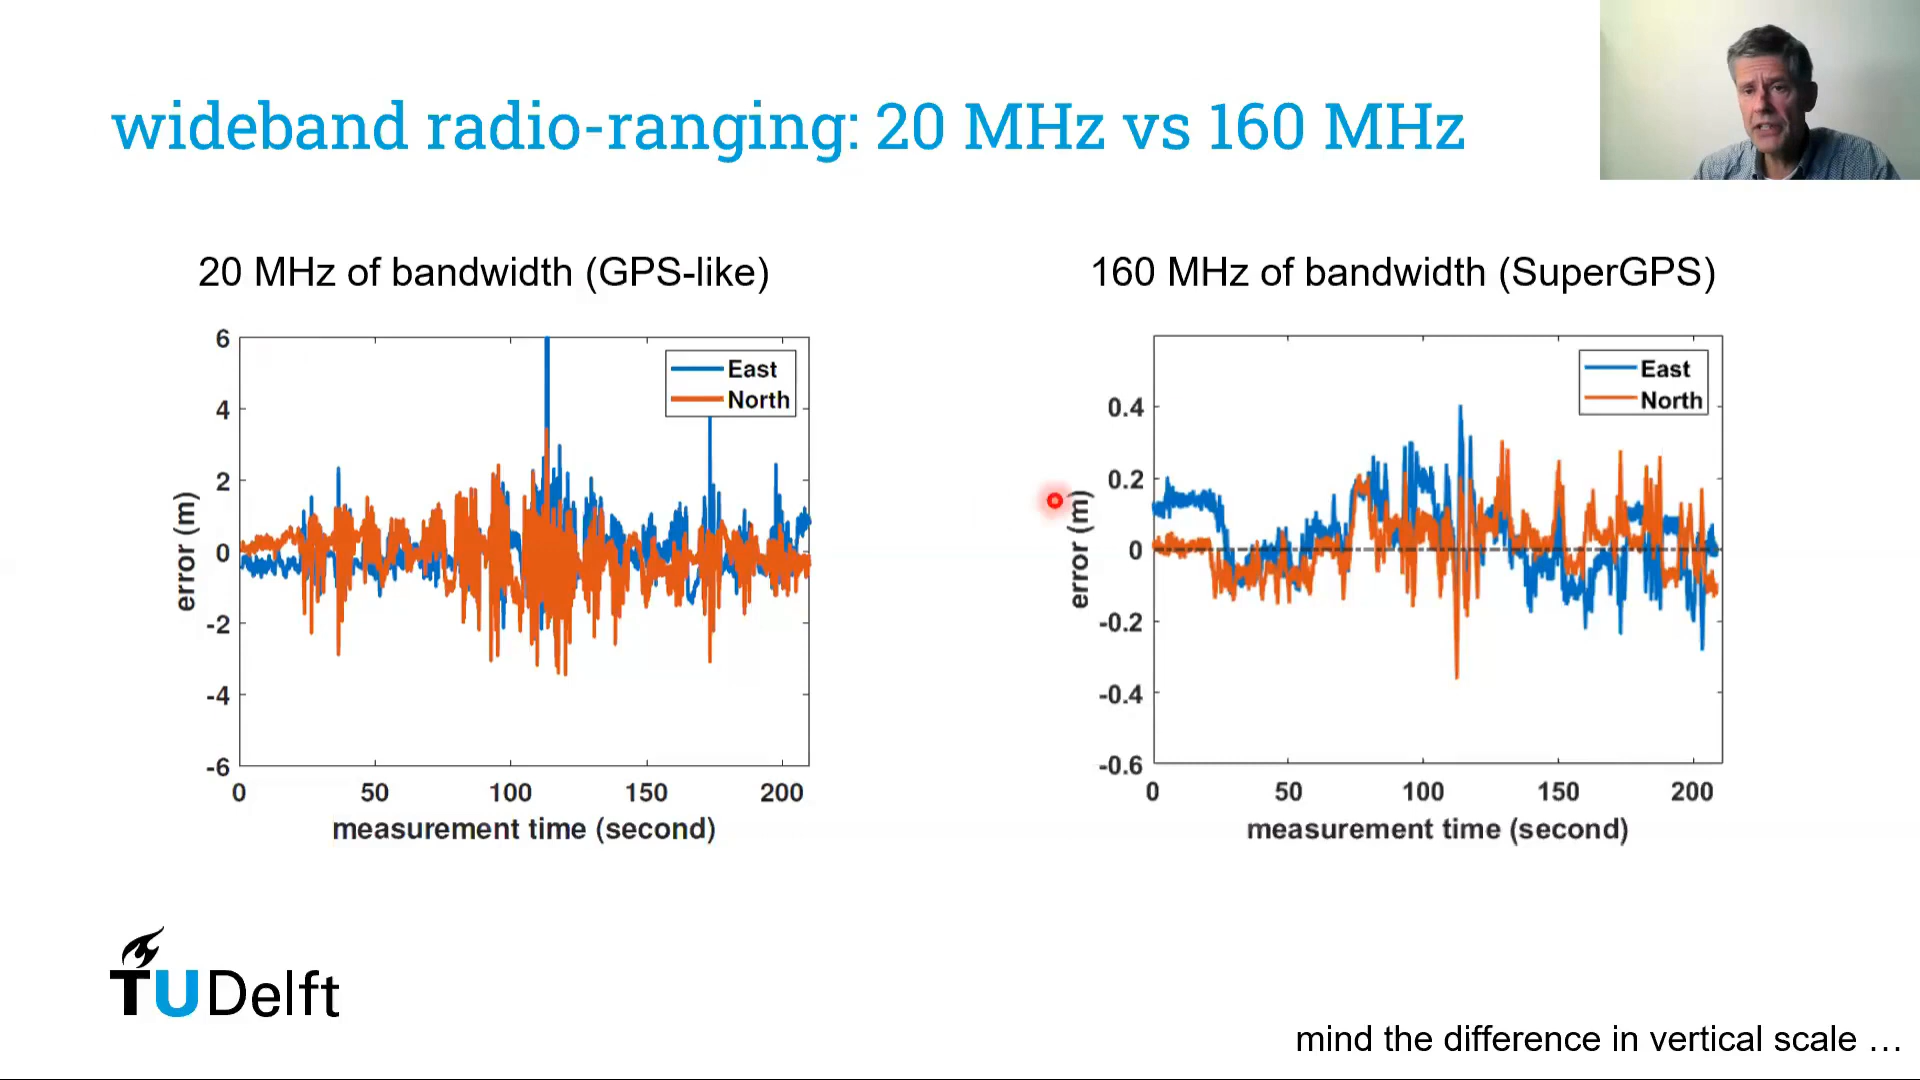 wideband radio-ranging: 20 MHz vs 160 MHz
20 MHz of bandwidth (GPS-like)
6
4
2
0
-2
-4
-6
error (m)
East
North
0 50 100 150 200
measurement time (second)
160 MHz of bandwidth (SuperGPS)
0.4
0.2
0
-0.2
-0.4
-0.6
error (m)
East
North
0 50 100 150 200
measurement time (second)
TUDelft
mind the difference in vertical scale …